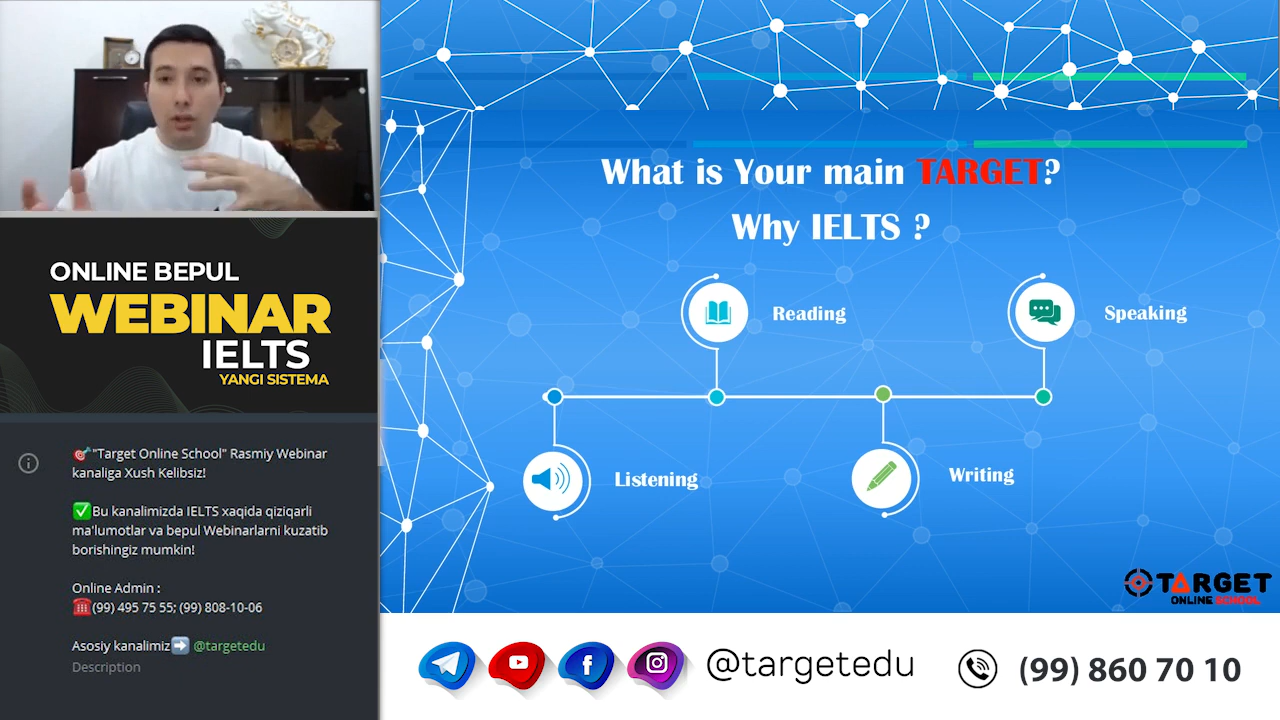 ONLINE BEPUL
WEBINAR
IELTS
YANGI SISTEMA
🎯"Target Online School" Rasmiy Webinar
kanaliga Xush Kelibsiz!
✅Bu kanalimizda IELTS xaqida qiziqarli
ma'lumotlar va bepul Webinarlarni kuzatib
borishingiz mumkin!
Online Admin :
☎️(99) 495 75 55; (99) 808-10-06
Asosiy kanalimiz➡️ @targetedu
Description
What is Your main TARGET?
Why IELTS ?
Reading
Speaking
Listening
Writing
TARGET
ONLINE SCHOOL
@targetedu
(99) 860 70 10